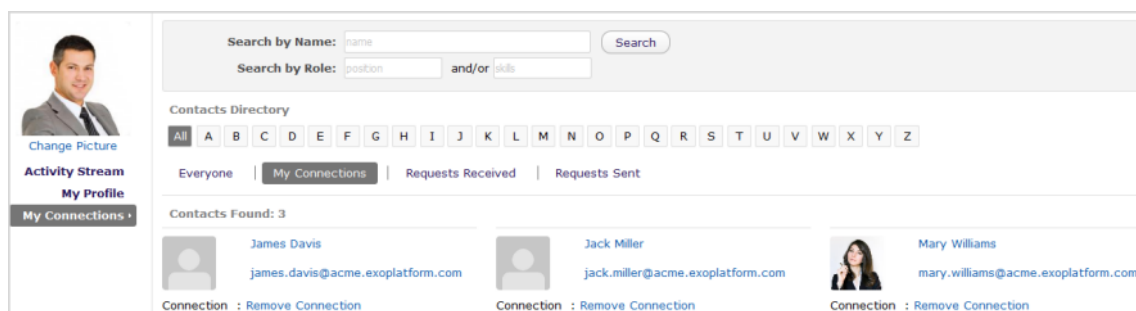 Search by Name: name Search
Search by Role: position and/or skills
Contacts Directory
All A B C D E F G H I J K L M N O P Q R S T U V W X Y Z
Change Picture
Activity Stream
My Profile
My Connections
Everyone | My Connections | Requests Received | Requests Sent
Contacts Found: 3
James Davis
james.davis@acme.exoplatform.com
Connection : Remove Connection
Jack Miller
jack.miller@acme.exoplatform.com
Connection : Remove Connection
Mary Williams
mary.williams@acme.exoplatform.com
Connection : Remove Connection